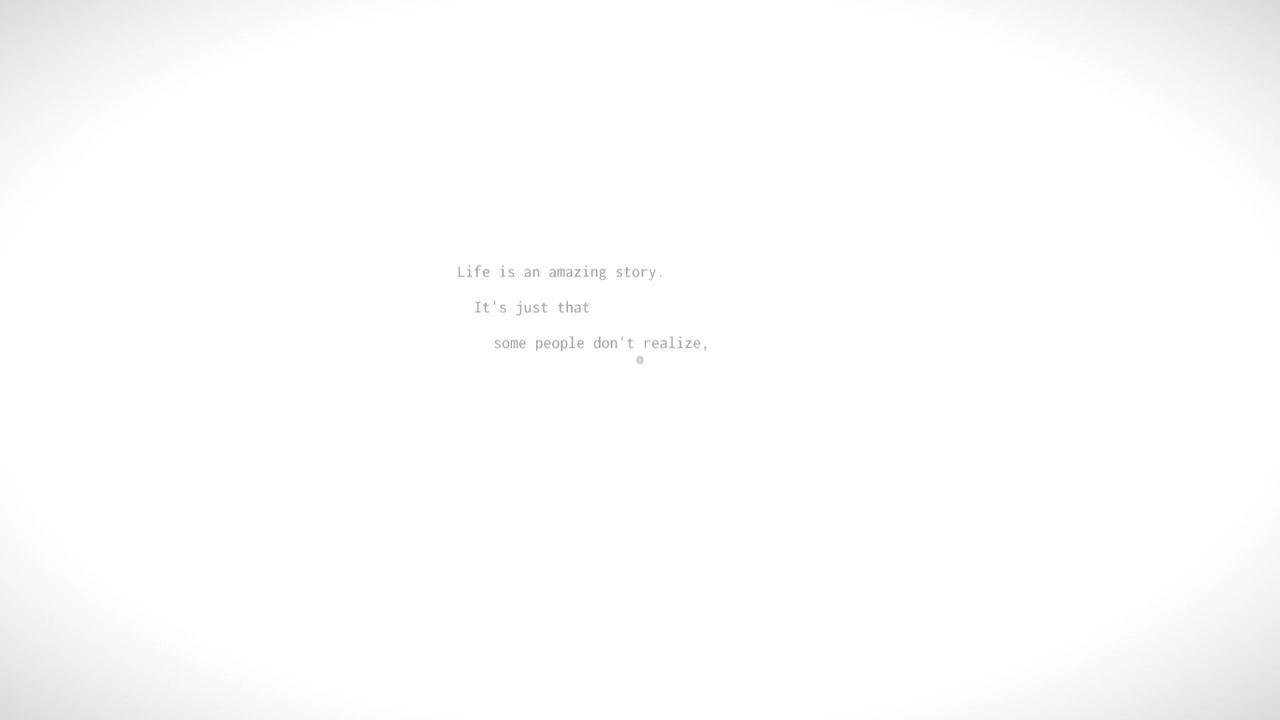 Life is an amazing story.
It's just that
some people don't realize,